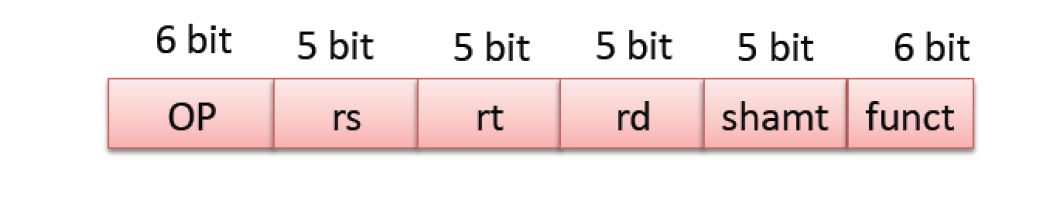 6 bit 5 bit 5 bit 5 bit 5 bit 6 bit
OP rs rt rd shamt funct